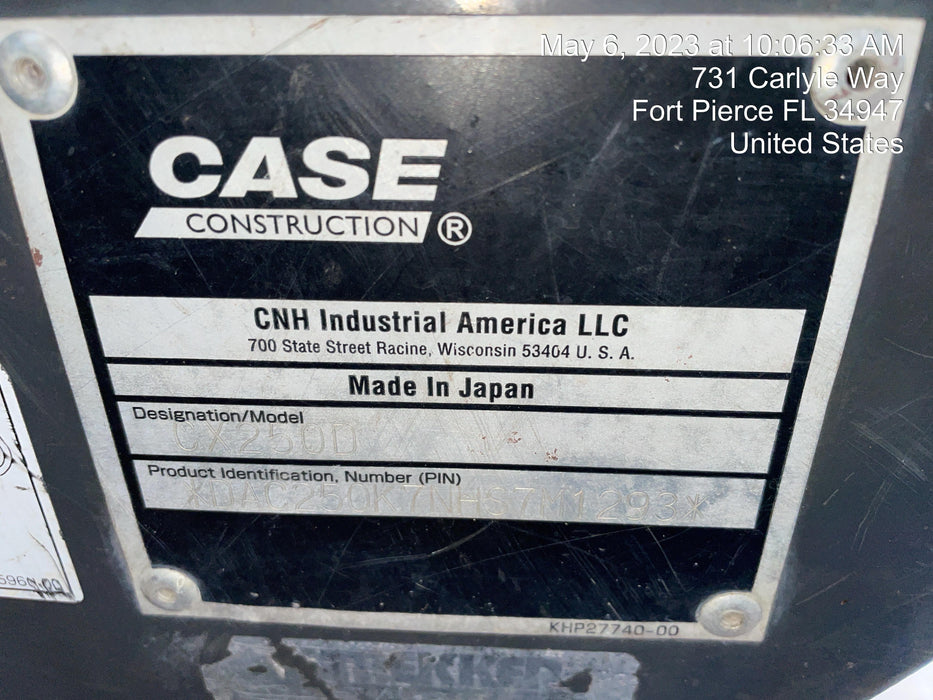 May 6, 2023 at 10:06:33 AM
731 Carlyle Way
Fort Pierce FL 34947
United States
CASE
CONSTRUCTION ®
CNH Industrial America LLC
700 State Street Racine, Wisconsin 53404 U. S. A.
Made In Japan
Designation/Model
CX250D
Product Identification, Number (PIN)
*DAC250K7NHS7M1293*
KHP27740-00